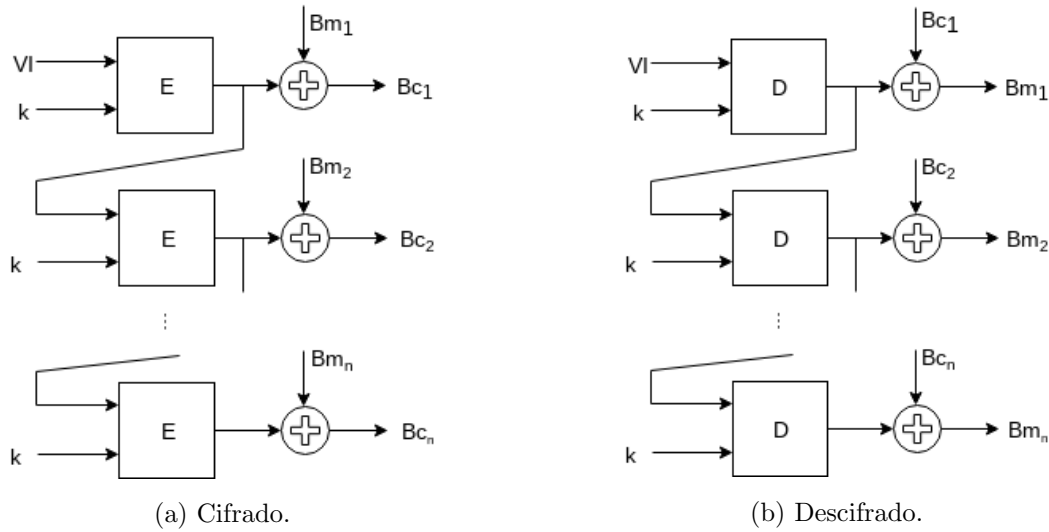 Bm1
VI
E
Bc1
k
Bm2
E
Bc2
k
Bmn
E
Bcn
k
(a) Cifrado.
Bc1
VI
D
Bm1
k
Bc2
D
Bm2
k
Bcn
D
Bmn
k
(b) Descifrado.